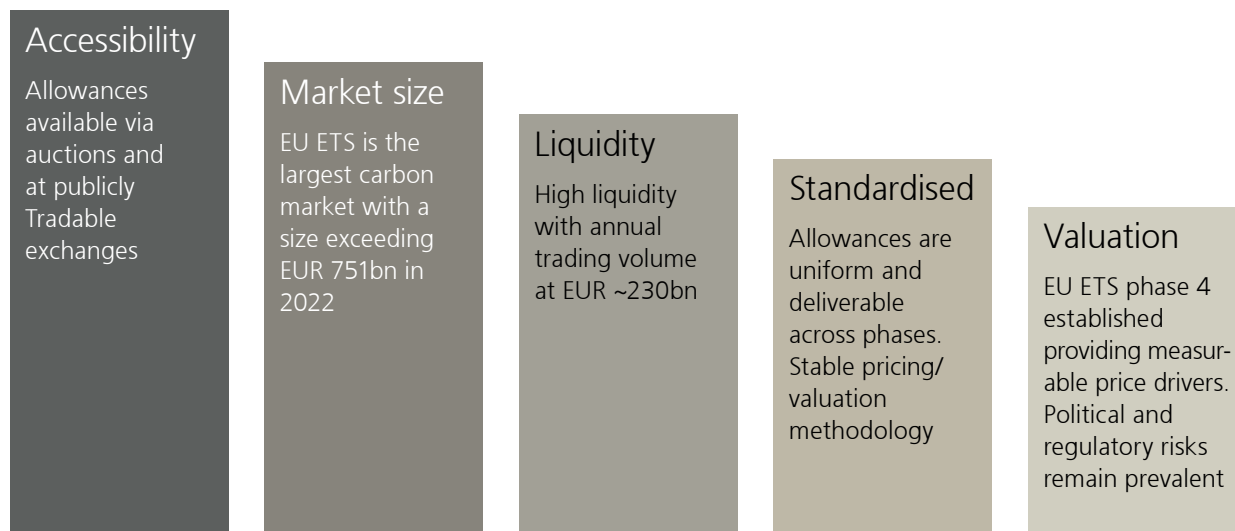 Accessibility
Allowances
available via
auctions and
at publicly
Tradable
exchanges
Market size
EU ETS is the
largest carbon
market with a
size exceeding
EUR 751bn in
2022
Liquidity
High liquidity
with annual
trading volume
at EUR ~230bn
Standardised
Allowances are
uniform and
deliverable
across phases.
Stable pricing/
valuation
methodology
Valuation
EU ETS phase 4
established
providing measur-
able price drivers.
Political and
regulatory risks
remain prevalent